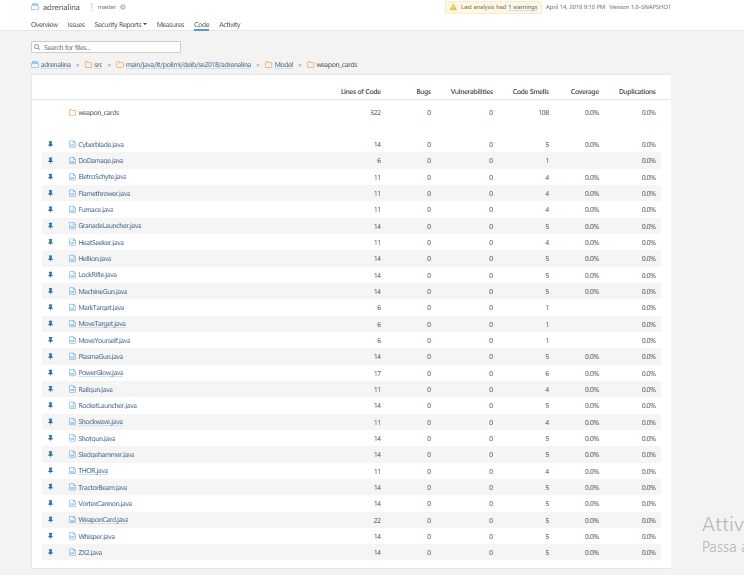 adrenalina master Last analysis had 1 warnings April 14, 2019 9:10 PM Version 1.0-SNAPSHOT
Overview Issues Security Reports Measures Code Activity
Search for files...
adrenalina > src > main/java/it/polimi/deib/se2018/adrenalina > Model > weapon_cards
Lines of Code Bugs Vulnerabilities Code Smells Coverage Duplications
weapon_cards 322 0 0 108 0.0% 0.0%
Cyberblade.java 14 0 0 5 0.0% 0.0%
DoDamage.java 6 0 0 1 0.0%
EletroSchyte.java 11 0 0 4 0.0% 0.0%
Flamethrower.java 11 0 0 4 0.0% 0.0%
Furnace.java 11 0 0 4 0.0% 0.0%
GranadeLauncher.java 14 0 0 5 0.0% 0.0%
HeatSeeker.java 11 0 0 4 0.0% 0.0%
Hellion.java 14 0 0 5 0.0% 0.0%
LockRifle.java 14 0 0 5 0.0% 0.0%
MachineGun.java 14 0 0 5 0.0% 0.0%
MarkTarget.java 6 0 0 1 0.0%
MoveTarget.java 6 0 0 1 0.0%
MoveYourself.java 6 0 0 1 0.0%
PlasmaGun.java 14 0 0 5 0.0% 0.0%
PowerGlow.java 17 0 0 6 0.0% 0.0%
Railgun.java 11 0 0 4 0.0% 0.0%
RocketLauncher.java 14 0 0 5 0.0% 0.0%
Shockwave.java 11 0 0 4 0.0% 0.0%
Shotgun.java 14 0 0 5 0.0% 0.0%
Sledgehammer.java 14 0 0 5 0.0% 0.0%
THOR.java 11 0 0 4 0.0% 0.0%
TractorBeam.java 14 0 0 5 0.0% 0.0%
VortexCannon.java 14 0 0 5 0.0% 0.0%
WeaponCard.java 22 0 0 5 0.0% 0.0%
Whisper.java 14 0 0 5 0.0% 0.0%
ZX2.java 14 0 0 5 0.0% 0.0%
Attiv
Passa a